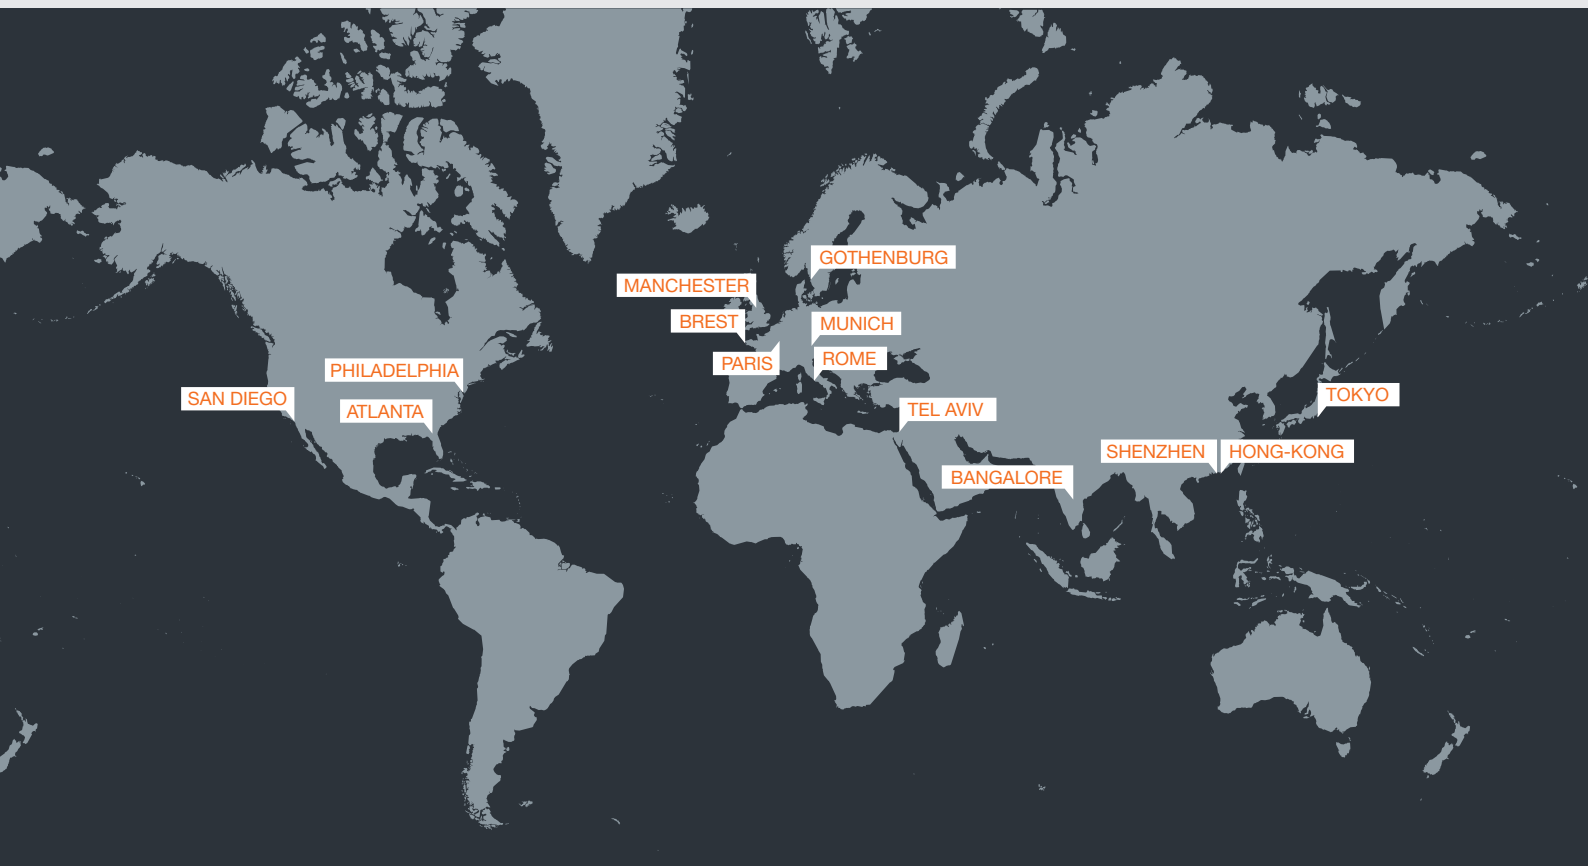 GOTHENBURG
MANCHESTER
BREST
MUNICH
PARIS
ROME
PHILADELPHIA
SAN DIEGO
ATLANTA
TEL AVIV
TOKYO
SHENZHEN
HONG-KONG
BANGALORE